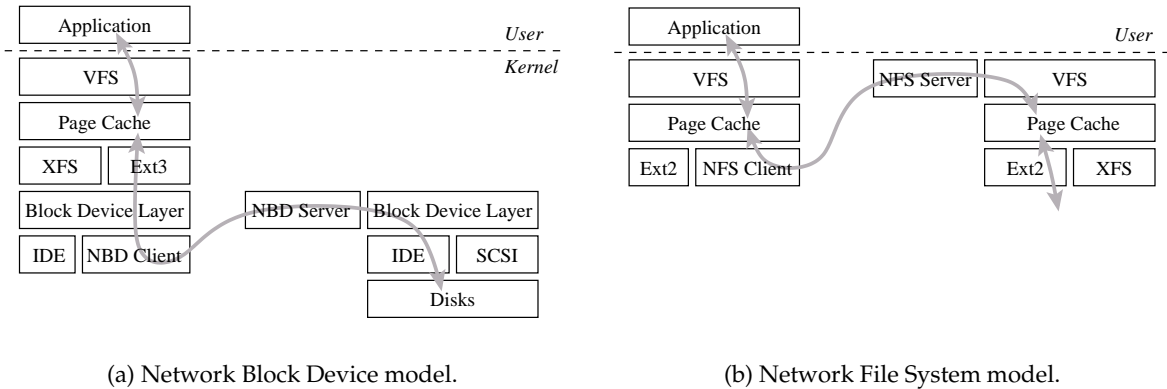 Application
User
Kernel
VFS
Page Cache
XFS Ext3
Block Device Layer NBD Server Block Device Layer
IDE NBD Client IDE SCSI
Disks
(a) Network Block Device model.
Application
User
VFS NFS Server VFS
Page Cache Page Cache
Ext2 NFS Client Ext2 XFS
(b) Network File System model.